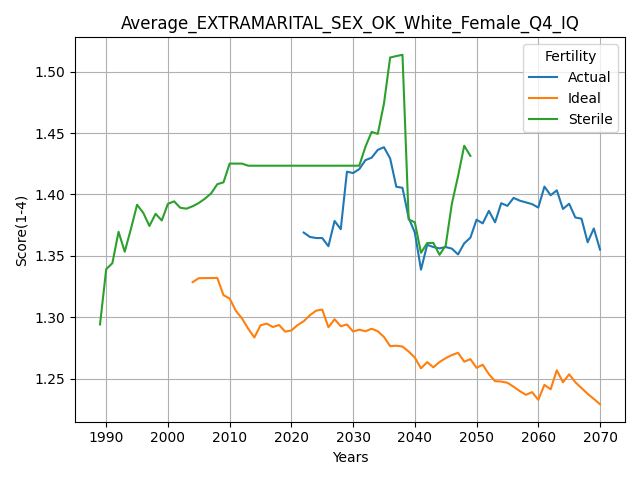 Average_EXTRAMARITAL_SEX_OK_White_Female_Q4_IQ
Score(1-4)
1.50
1.45
1.40
1.35
1.30
1.25
Fertility
Actual
Ideal
Sterile
1990 2000 2010 2020 2030 2040 2050 2060 2070
Years